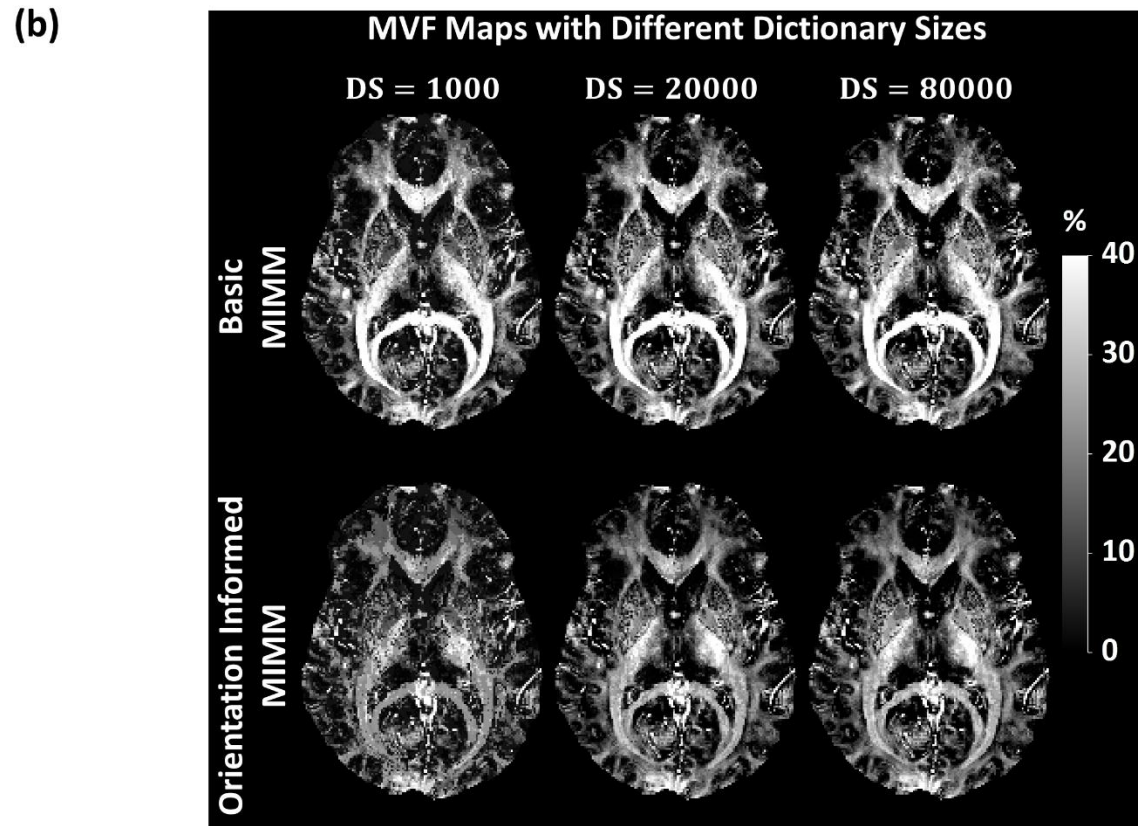 (b)
MVF Maps with Different Dictionary Sizes
DS = 1000
DS = 20000
DS = 80000
Basic
MIMM
%
40
30
20
10
0
Orientation Informed
MIMM